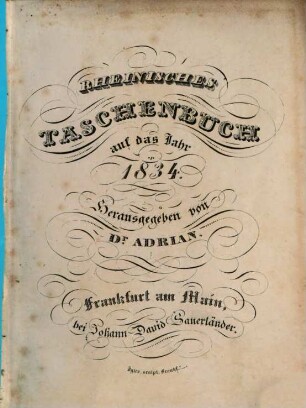 RHEINISCHES
TASCHENBUCH
auf das Jahr
1834.
Herausgegeben von
Dr. ADRIAN.
Frankfurt am Main,
bei Johann David Sauerländer.